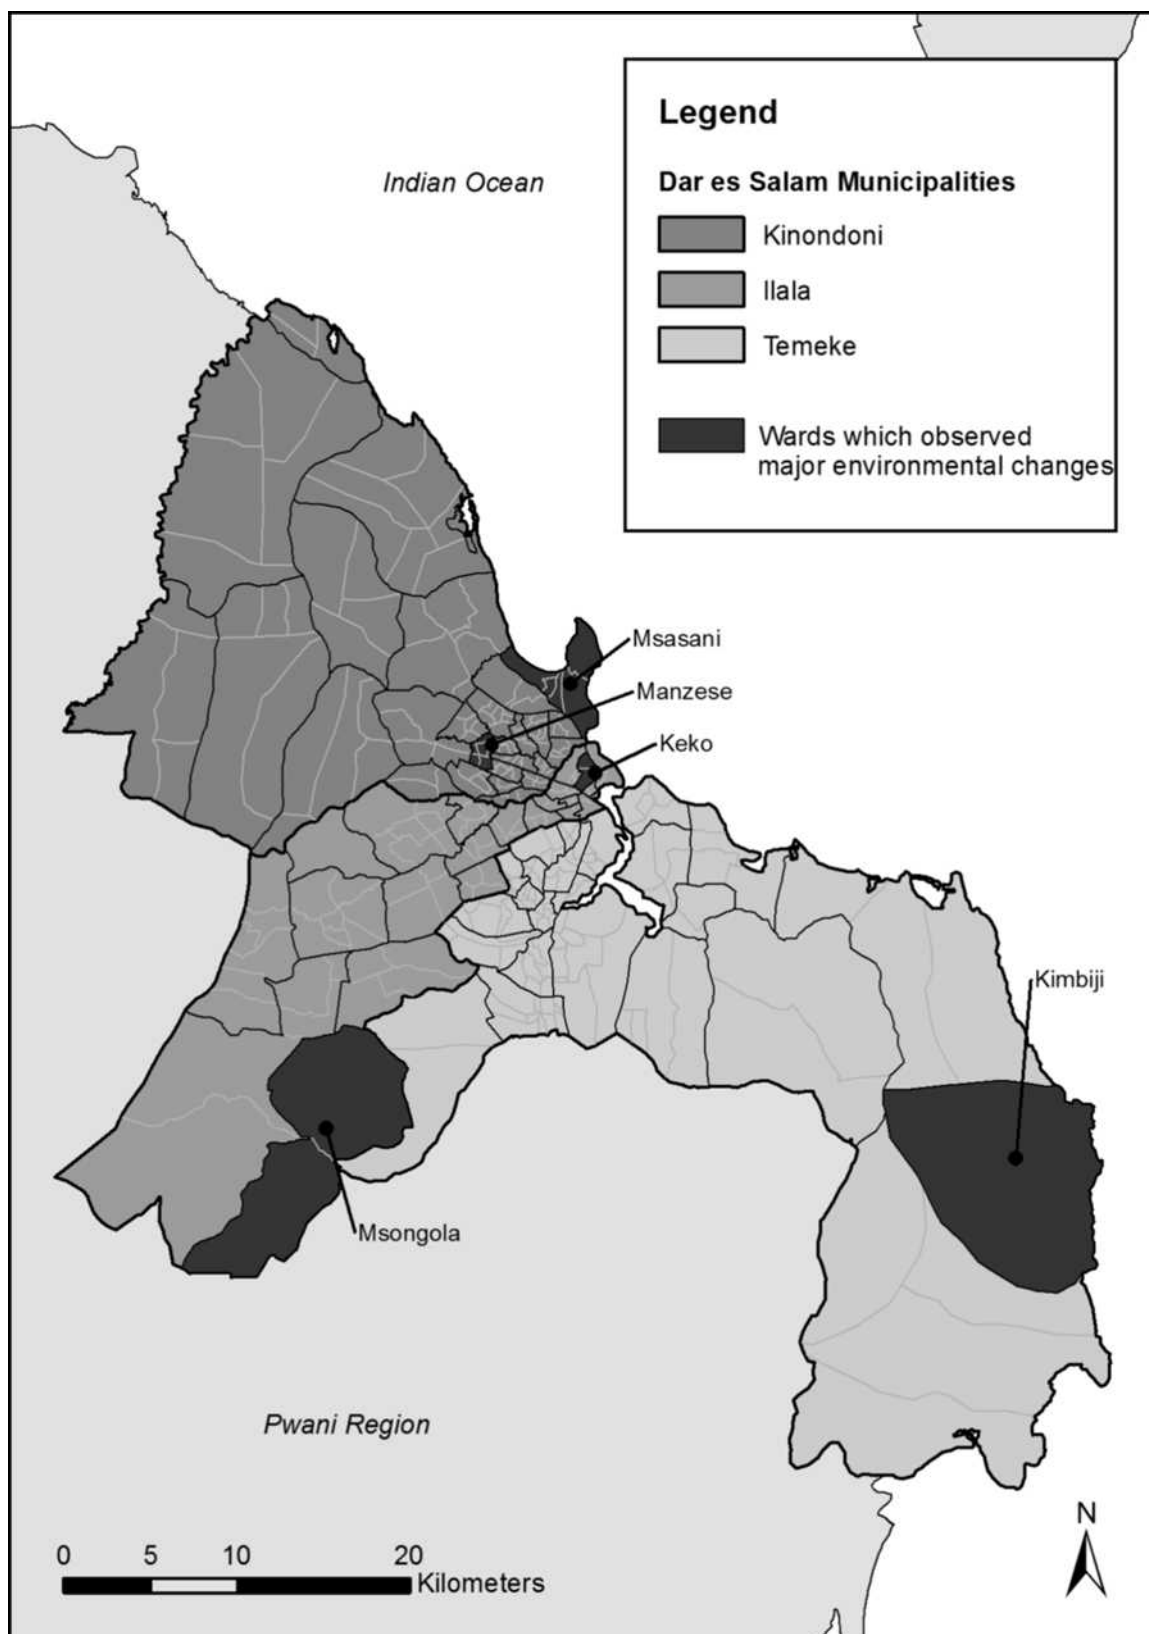 Legend
Indian Ocean
Dar es Salam Municipalities
Kinondoni
Ilala
Temeke
Wards which observed
major environmental changes
Msasani
Manzese
Keko
Kimbiji
Msongola
Pwani Region
N
0 5 10 20
Kilometers